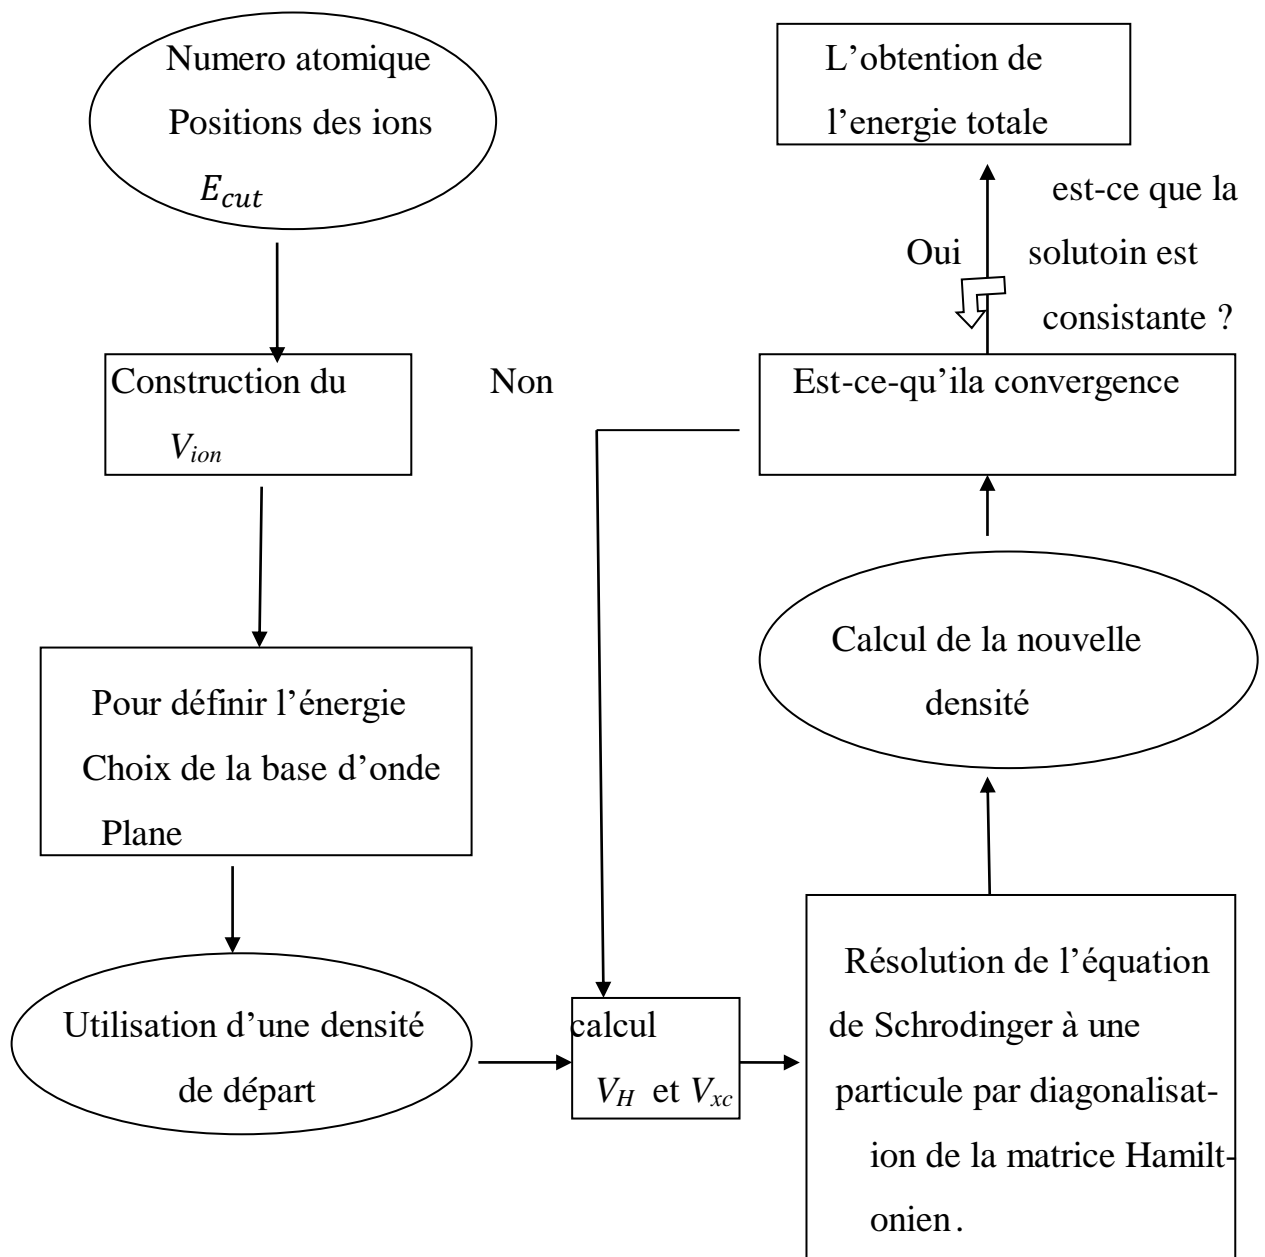 Numero atomique
Positions des ions
E_cut
Construction du
V_ion
Pour définir l’énergie
Choix de la base d’onde
Plane
Utilisation d’une densité
de départ
calcul
V_H et V_xc
Résolution de l’équation
de Schrodinger à une
particule par diagonalisat-
ion de la matrice Hamilt-
onien.
Calcul de la nouvelle
densité
Est-ce-qu’ila convergence
Non
Oui
est-ce que la
solutoin est
consistante ?
L’obtention de
l’energie totale